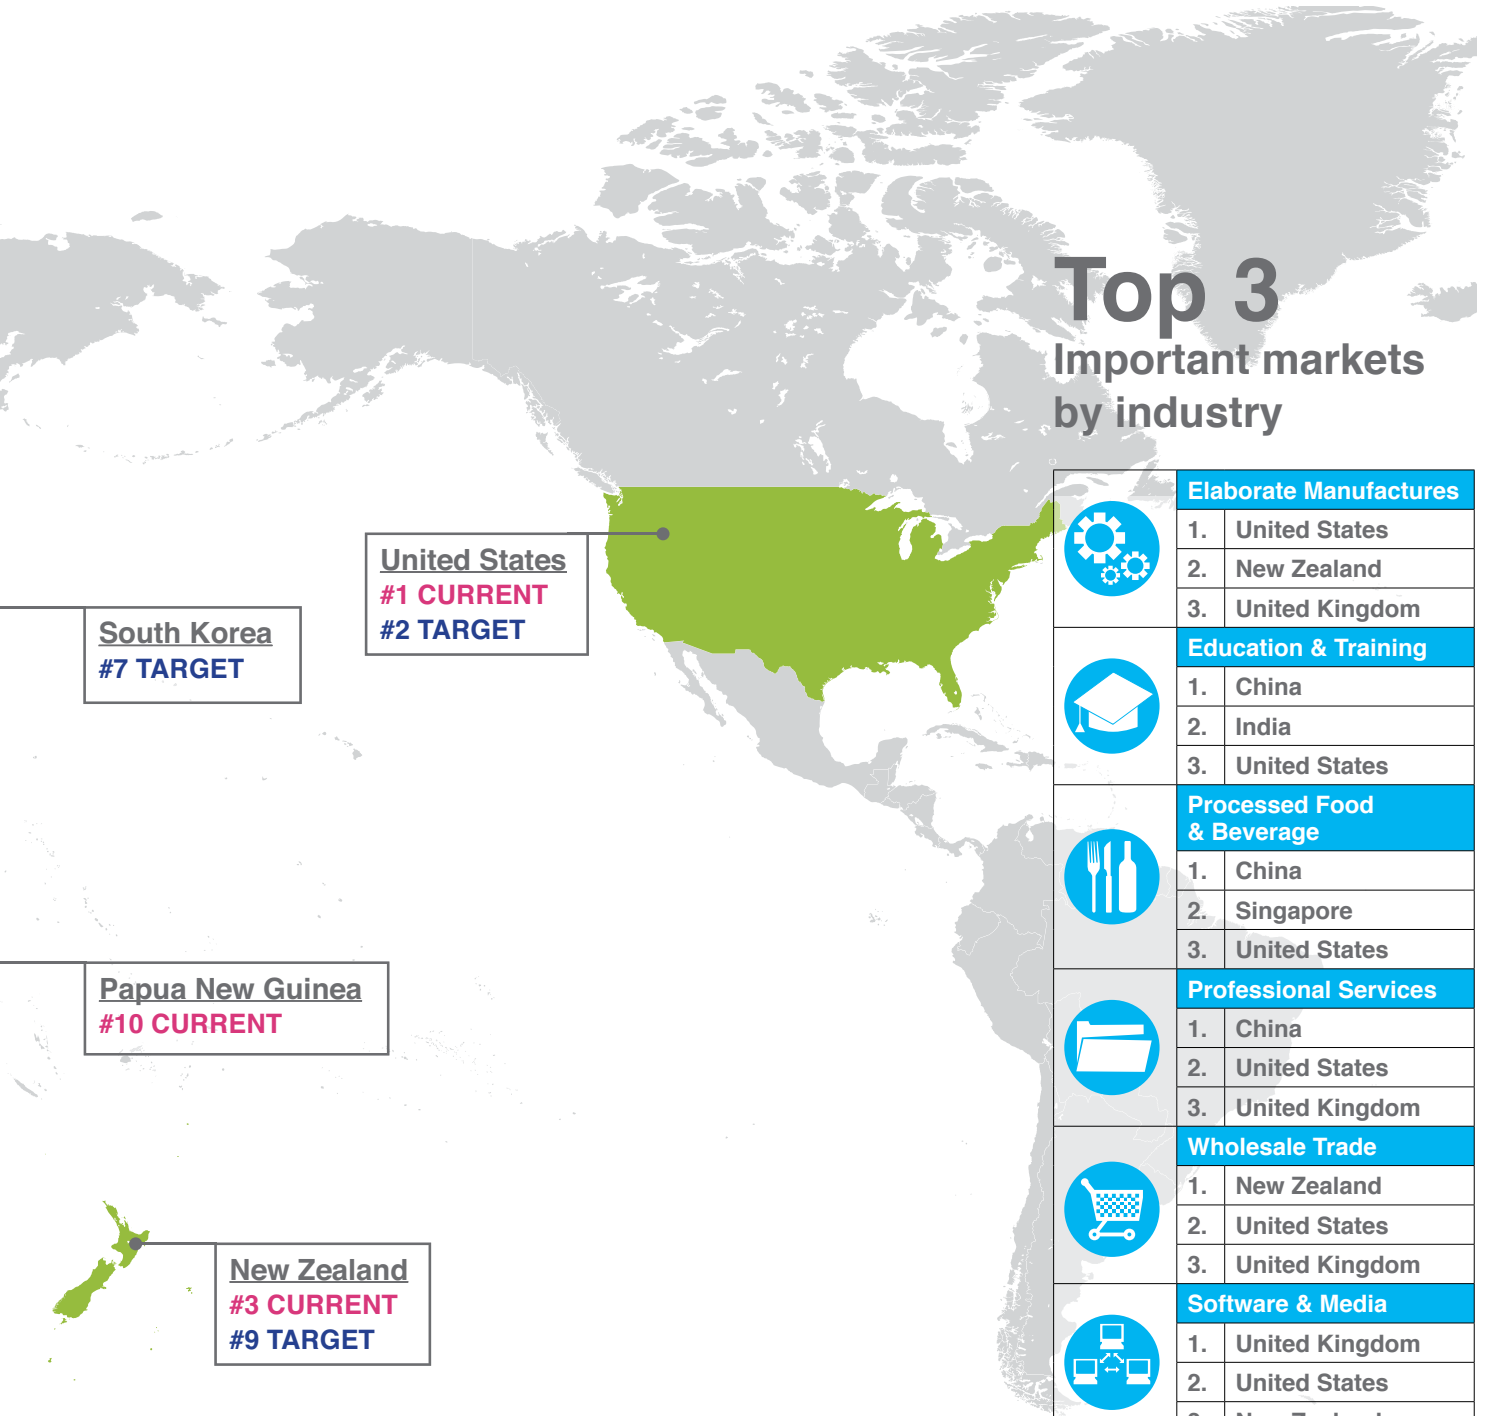 Top 3
Important markets
by industry
United States
#1 CURRENT
#2 TARGET
South Korea
#7 TARGET
Papua New Guinea
#10 CURRENT
New Zealand
#3 CURRENT
#9 TARGET
Elaborate Manufactures
1. United States
2. New Zealand
3. United Kingdom
Education & Training
1. China
2. India
3. United States
Processed Food
& Beverage
1. China
2. Singapore
3. United States
Professional Services
1. China
2. United States
3. United Kingdom
Wholesale Trade
1. New Zealand
2. United States
3. United Kingdom
Software & Media
1. United Kingdom
2. United States